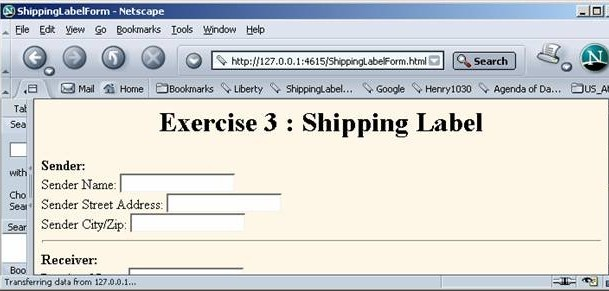 ShippingLabelForm - Netscape
File Edit View Go Bookmarks Tools Window Help
http://127.0.0.1:4615/ShippingLabelForm.html Search
Mail Home Bookmarks Liberty ShippingLabel... Google Henry1030 Agenda of Da...
Exercise 3 : Shipping Label
Sender:
Sender Name:
with
Sender Street Address:
Sender City/Zip:
Receiver:
Transferring data from 127.0.0.1...